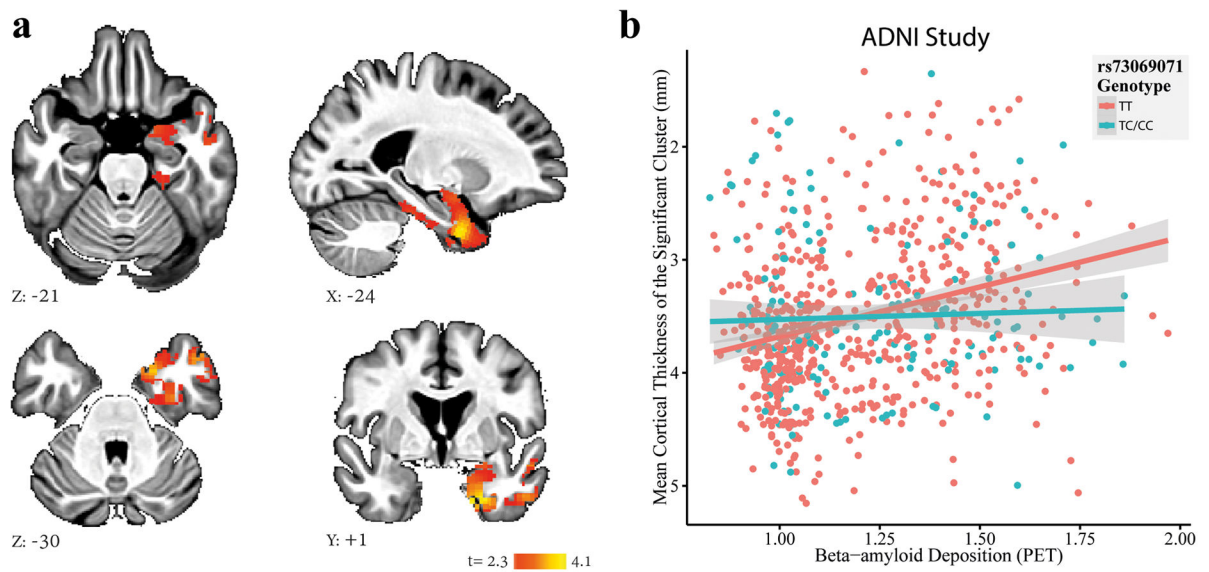 a
Z: -21
X: -24
Z: -30
Y: +1
t= 2.3
4.1
b
ADNI Study
rs73069071
Genotype
TT
TC/CC
Mean Cortical Thickness of the Significant Cluster (mm)
2
3
4
5
1.00
1.25
1.50
1.75
2.00
Beta−amyloid Deposition (PET)